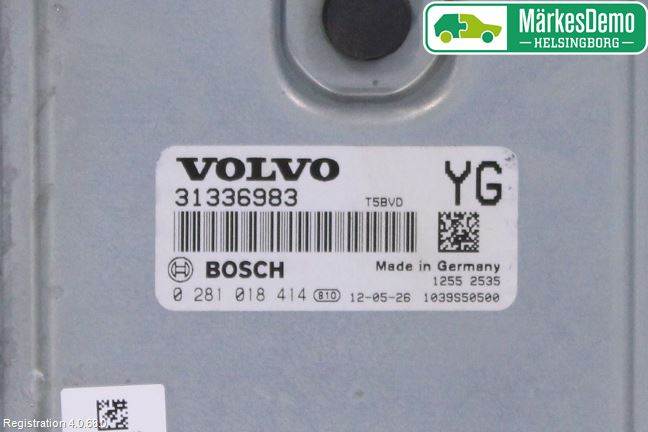 MärkesDemo
HELSINGBORG
VOLVO
YG
31336983 T5BVD
BOSCH
Made in Germany
1255 2535
0 281 018 414 810 12-05-26 1039S50500